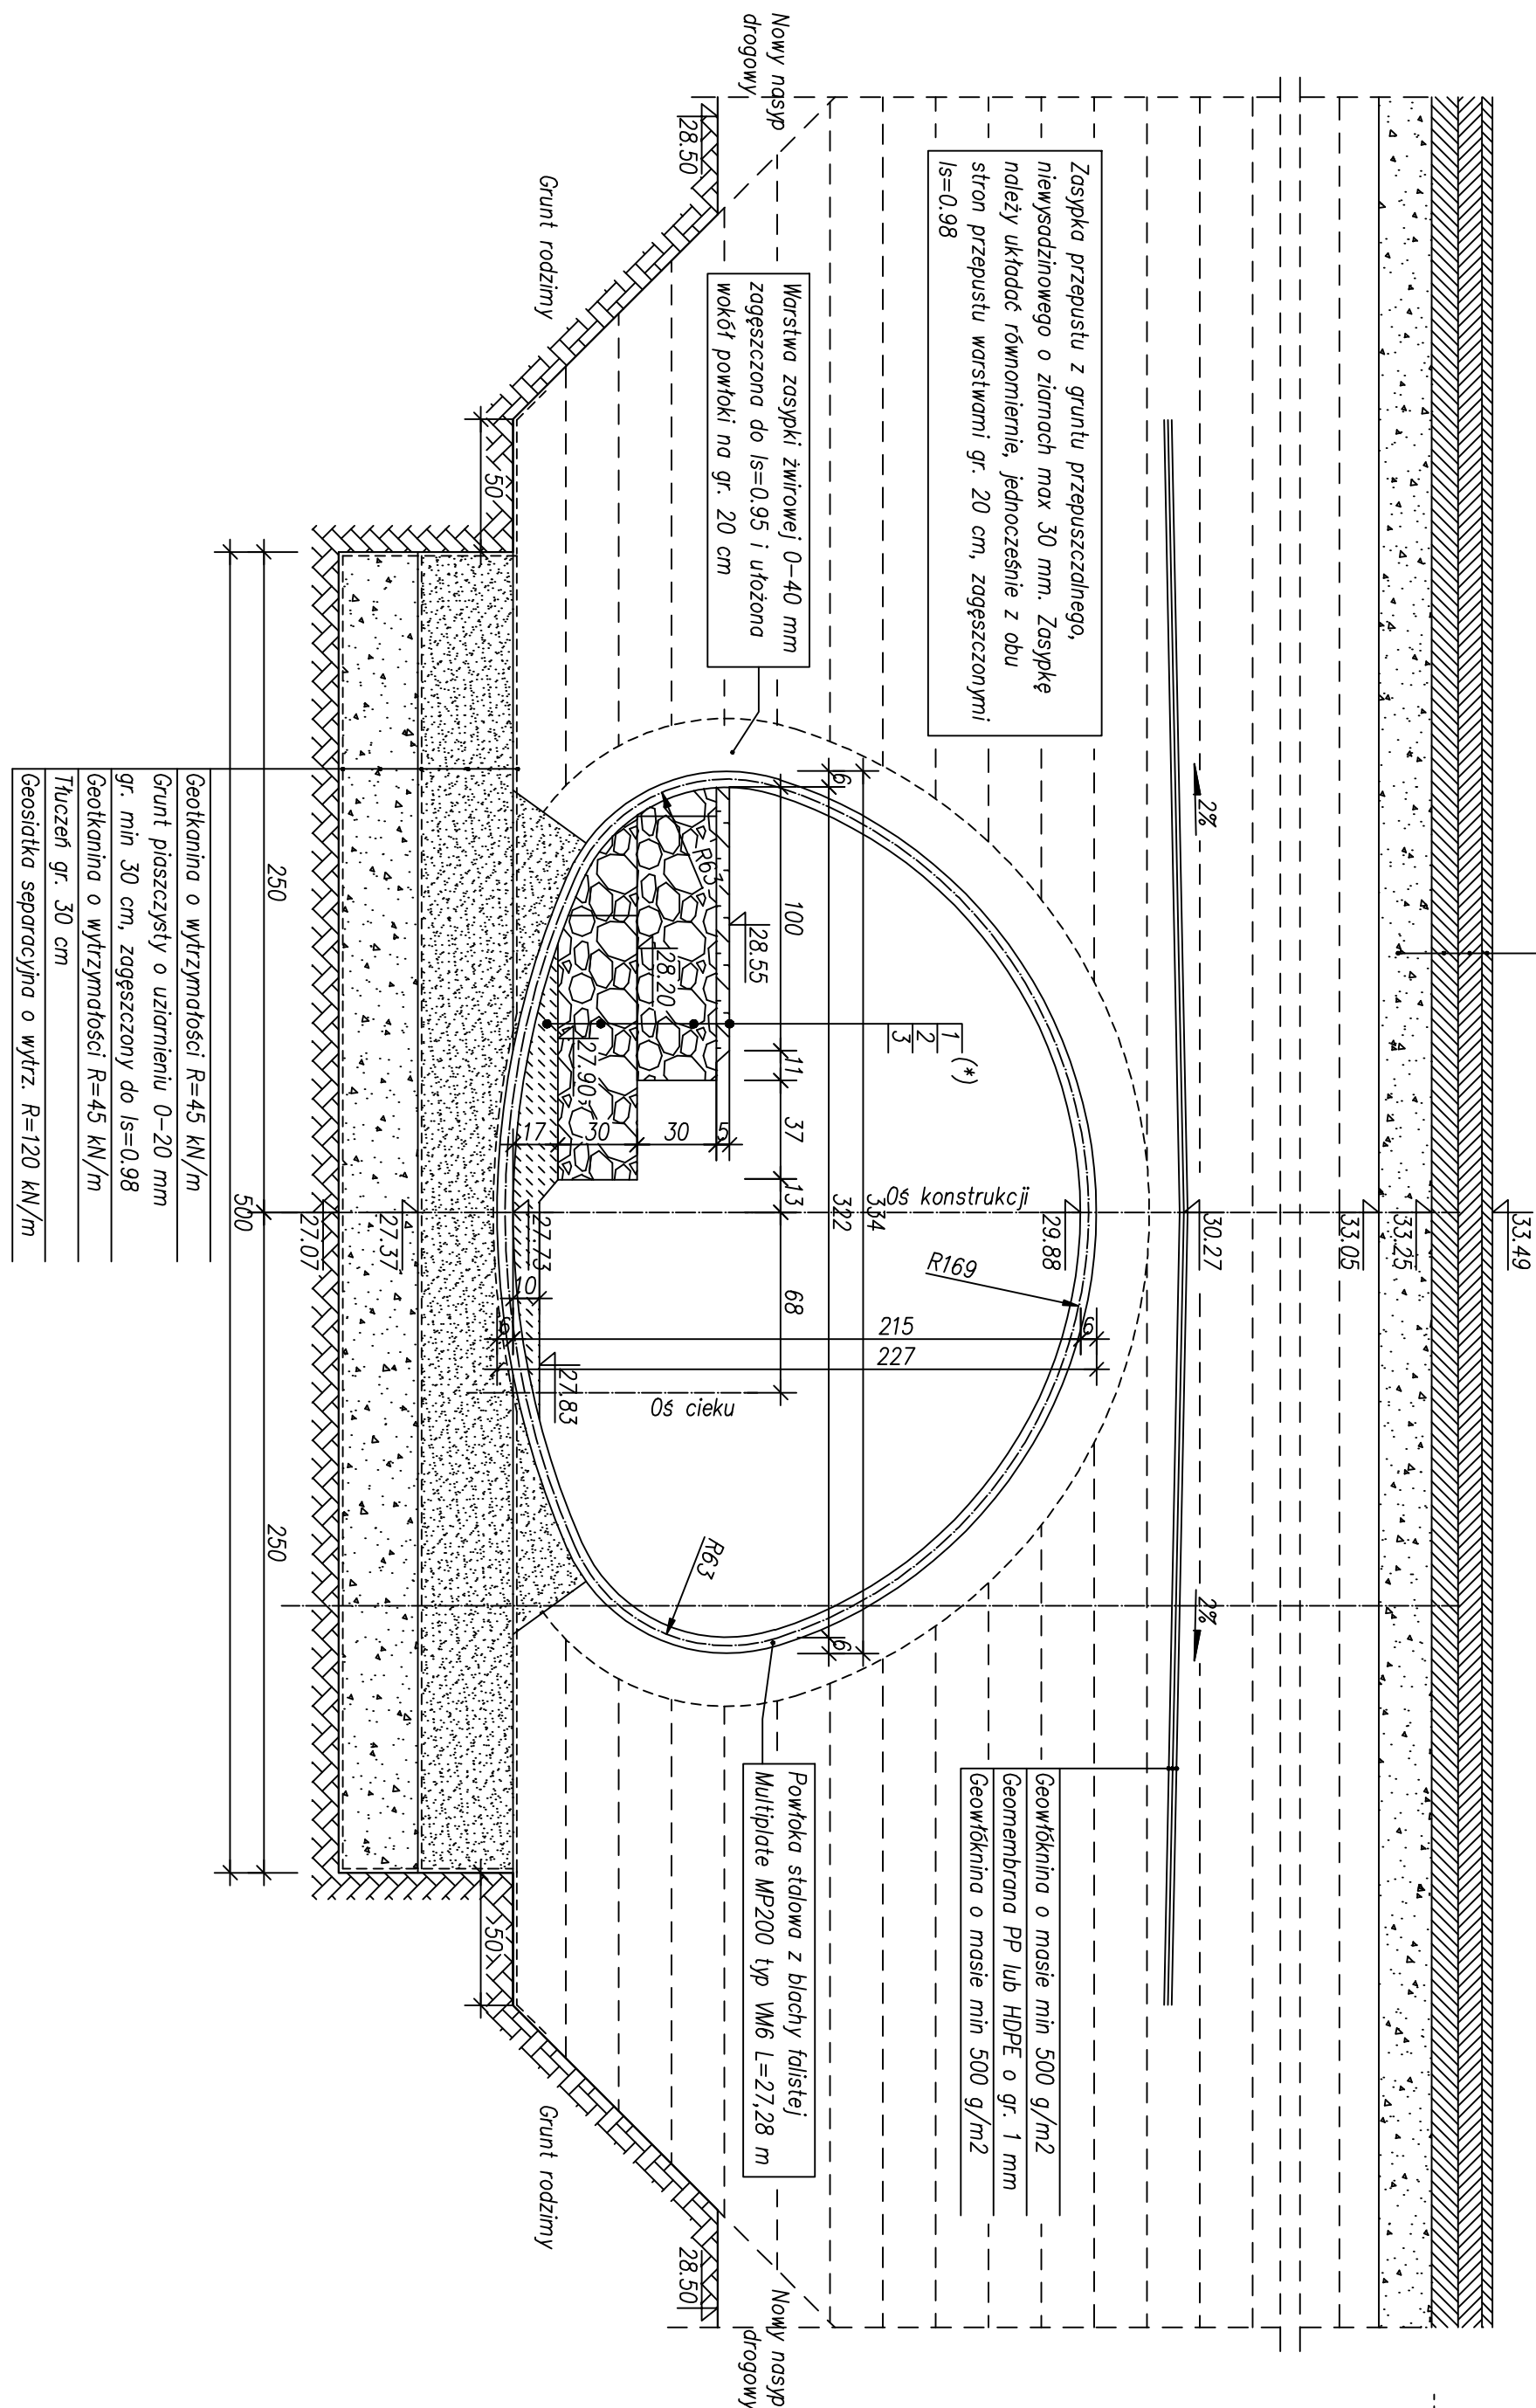 33.49
33.25
33.05
30.27
2%
2%
29.88
Zasypka przepustu z gruntu przepuszczalnego,
niewysadzinowego o ziarnach max 30 mm. Zasypkę
należy układać równomiernie, jednocześnie z obu
stron przepustu warstwami gr. 20 cm, zagęszczonymi
Is=0.98
Geowłóknina o masie min 500 g/m2
Geomembrana PP lub HDPE o gr. 1 mm
Geowłóknina o masie min 500 g/m2
Warstwa zasypki żwirowej 0-40 mm
zagęszczona do Is=0.95 i ułożona
wokół powłoki na gr. 20 cm
Powłoka stalowa z blachy falistej
Multiplate MP200 typ VM6 L=27,28 m
Nowy nasyp
drogowy
Nowy nasyp
drogowy
28.50
28.50
Grunt rodzimy
Grunt rodzimy
1 (*)
2
3
R169
Oś konstrukcji
334
322
6
6
100
11
37
13
68
28.55
28.20
27.90
R63
R63
5
30
30
17
215
227
6
6
10
Oś cieku
27.83
27.73
27.37
27.07
50
50
250
250
500
Geotkanina o wytrzymałości R=45 kN/m
Grunt piaszczysty o uziarnieniu 0-20 mm
gr. min 30 cm, zagęszczony do Is=0.98
Geotkanina o wytrzymałości R=45 kN/m
Tłuczeń gr. 30 cm
Geosiatka separacyjna o wytrz. R=120 kN/m